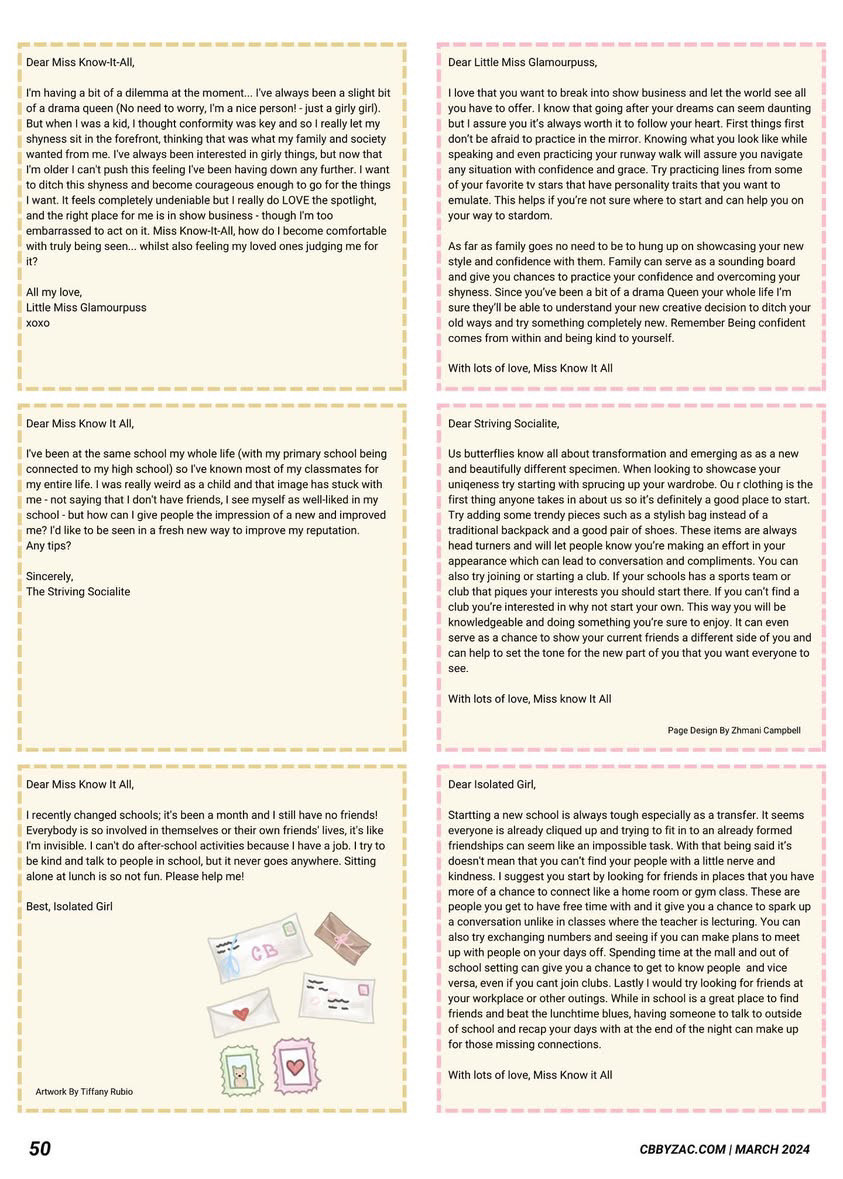 Dear Miss Know-It-All,
I'm having a bit of a dilemma at the moment... I've always been a slight bit
of a drama queen (No need to worry, I'm a nice person! - just a girly girl).
But when I was a kid, I thought conformity was key and so I really let my
shyness sit in the forefront, thinking that was what my family and society
wanted from me. I've always been interested in girly things, but now that
I'm older I can't push this feeling I've been having down any further. I want
to ditch this shyness and become courageous enough to go for the things
I want. It feels completely undeniable but I really do LOVE the spotlight,
and the right place for me is in show business - though I'm too
embarrassed to act on it. Miss Know-It-All, how do I become comfortable
with truly being seen... whilst also feeling my loved ones judging me for
it?
All my love,
Little Miss Glamourpuss
xoxo
Dear Little Miss Glamourpuss,
I love that you want to break into show business and let the world see all
you have to offer. I know that going after your dreams can seem daunting
but I assure you it's always worth it to follow your heart. First things first
don't be afraid to practice in the mirror. Knowing what you look like while
speaking and even practicing your runway walk will assure you navigate
any situation with confidence and grace. Try practicing lines from some
of your favorite tv stars that have personality traits that you want to
emulate. This helps if you're not sure where to start and can help you on
your way to stardom.
As far as family goes no need to be to hung up on showcasing your new
style and confidence with them. Family can serve as a sounding board
and give you chances to practice your confidence and overcoming your
shyness. Since you've been a bit of a drama Queen your whole life I'm
sure they'll be able to understand your new creative decision to ditch your
old ways and try something completely new. Remember Being confident
comes from within and being kind to yourself.
With lots of love, Miss Know It All
Dear Miss Know It All,
I've been at the same school my whole life (with my primary school being
connected to my high school) so I've known most of my classmates for
my entire life. I was really weird as a child and that image has stuck with
me - not saying that I don't have friends, I see myself as well-liked in my
school - but how can I give people the impression of a new and improved
me? I'd like to be seen in a fresh new way to improve my reputation.
Any tips?
Sincerely,
The Striving Socialite
Dear Striving Socialite,
Us butterflies know all about transformation and emerging as as a new
and beautifully different specimen. When looking to showcase your
uniqeness try starting with sprucing up your wardrobe. Ou r clothing is the
first thing anyone takes in about us so it's definitely a good place to start.
Try adding some trendy pieces such as a stylish bag instead of a
traditional backpack and a good pair of shoes. These items are always
head turners and will let people know you're making an effort in your
appearance which can lead to conversation and compliments. You can
also try joining or starting a club. If your schools has a sports team or
club that piques your interests you should start there. If you can't find a
club you're interested in why not start your own. This way you will be
knowledgeable and doing something you're sure to enjoy. It can even
serve as a chance to show your current friends a different side of you and
can help to set the tone for the new part of you that you want everyone to
see.
With lots of love, Miss know It All
Page Design By Zhmani Campbell
Dear Miss Know It All,
I recently changed schools; it's been a month and I still have no friends!
Everybody is so involved in themselves or their own friends' lives, it's like
I'm invisible. I can't do after-school activities because I have a job. I try to
be kind and talk to people in school, but it never goes anywhere. Sitting
alone at lunch is so not fun. Please help me!
Best, Isolated Girl
CB
Artwork By Tiffany Rubio
Dear Isolated Girl,
Startting a new school is always tough especially as a transfer. It seems
everyone is already cliqued up and trying to fit in to an already formed
friendships can seem like an impossible task. With that being said it's
doesn't mean that you can't find your people with a little nerve and
kindness. I suggest you start by looking for friends in places that you have
more of a chance to connect like a home room or gym class. These are
people you get to have free time with and it give you a chance to spark up
a conversation unlike in classes where the teacher is lecturing. You can
also try exchanging numbers and seeing if you can make plans to meet
up with people on your days off. Spending time at the mall and out of
school setting can give you a chance to get to know people  and vice
versa, even if you cant join clubs. Lastly I would try looking for friends at
your workplace or other outings. While in school is a great place to find
friends and beat the lunchtime blues, having someone to talk to outside
of school and recap your days with at the end of the night can make up
for those missing connections.
With lots of love, Miss Know it All
50
CBBYZAC.COM | MARCH 2024